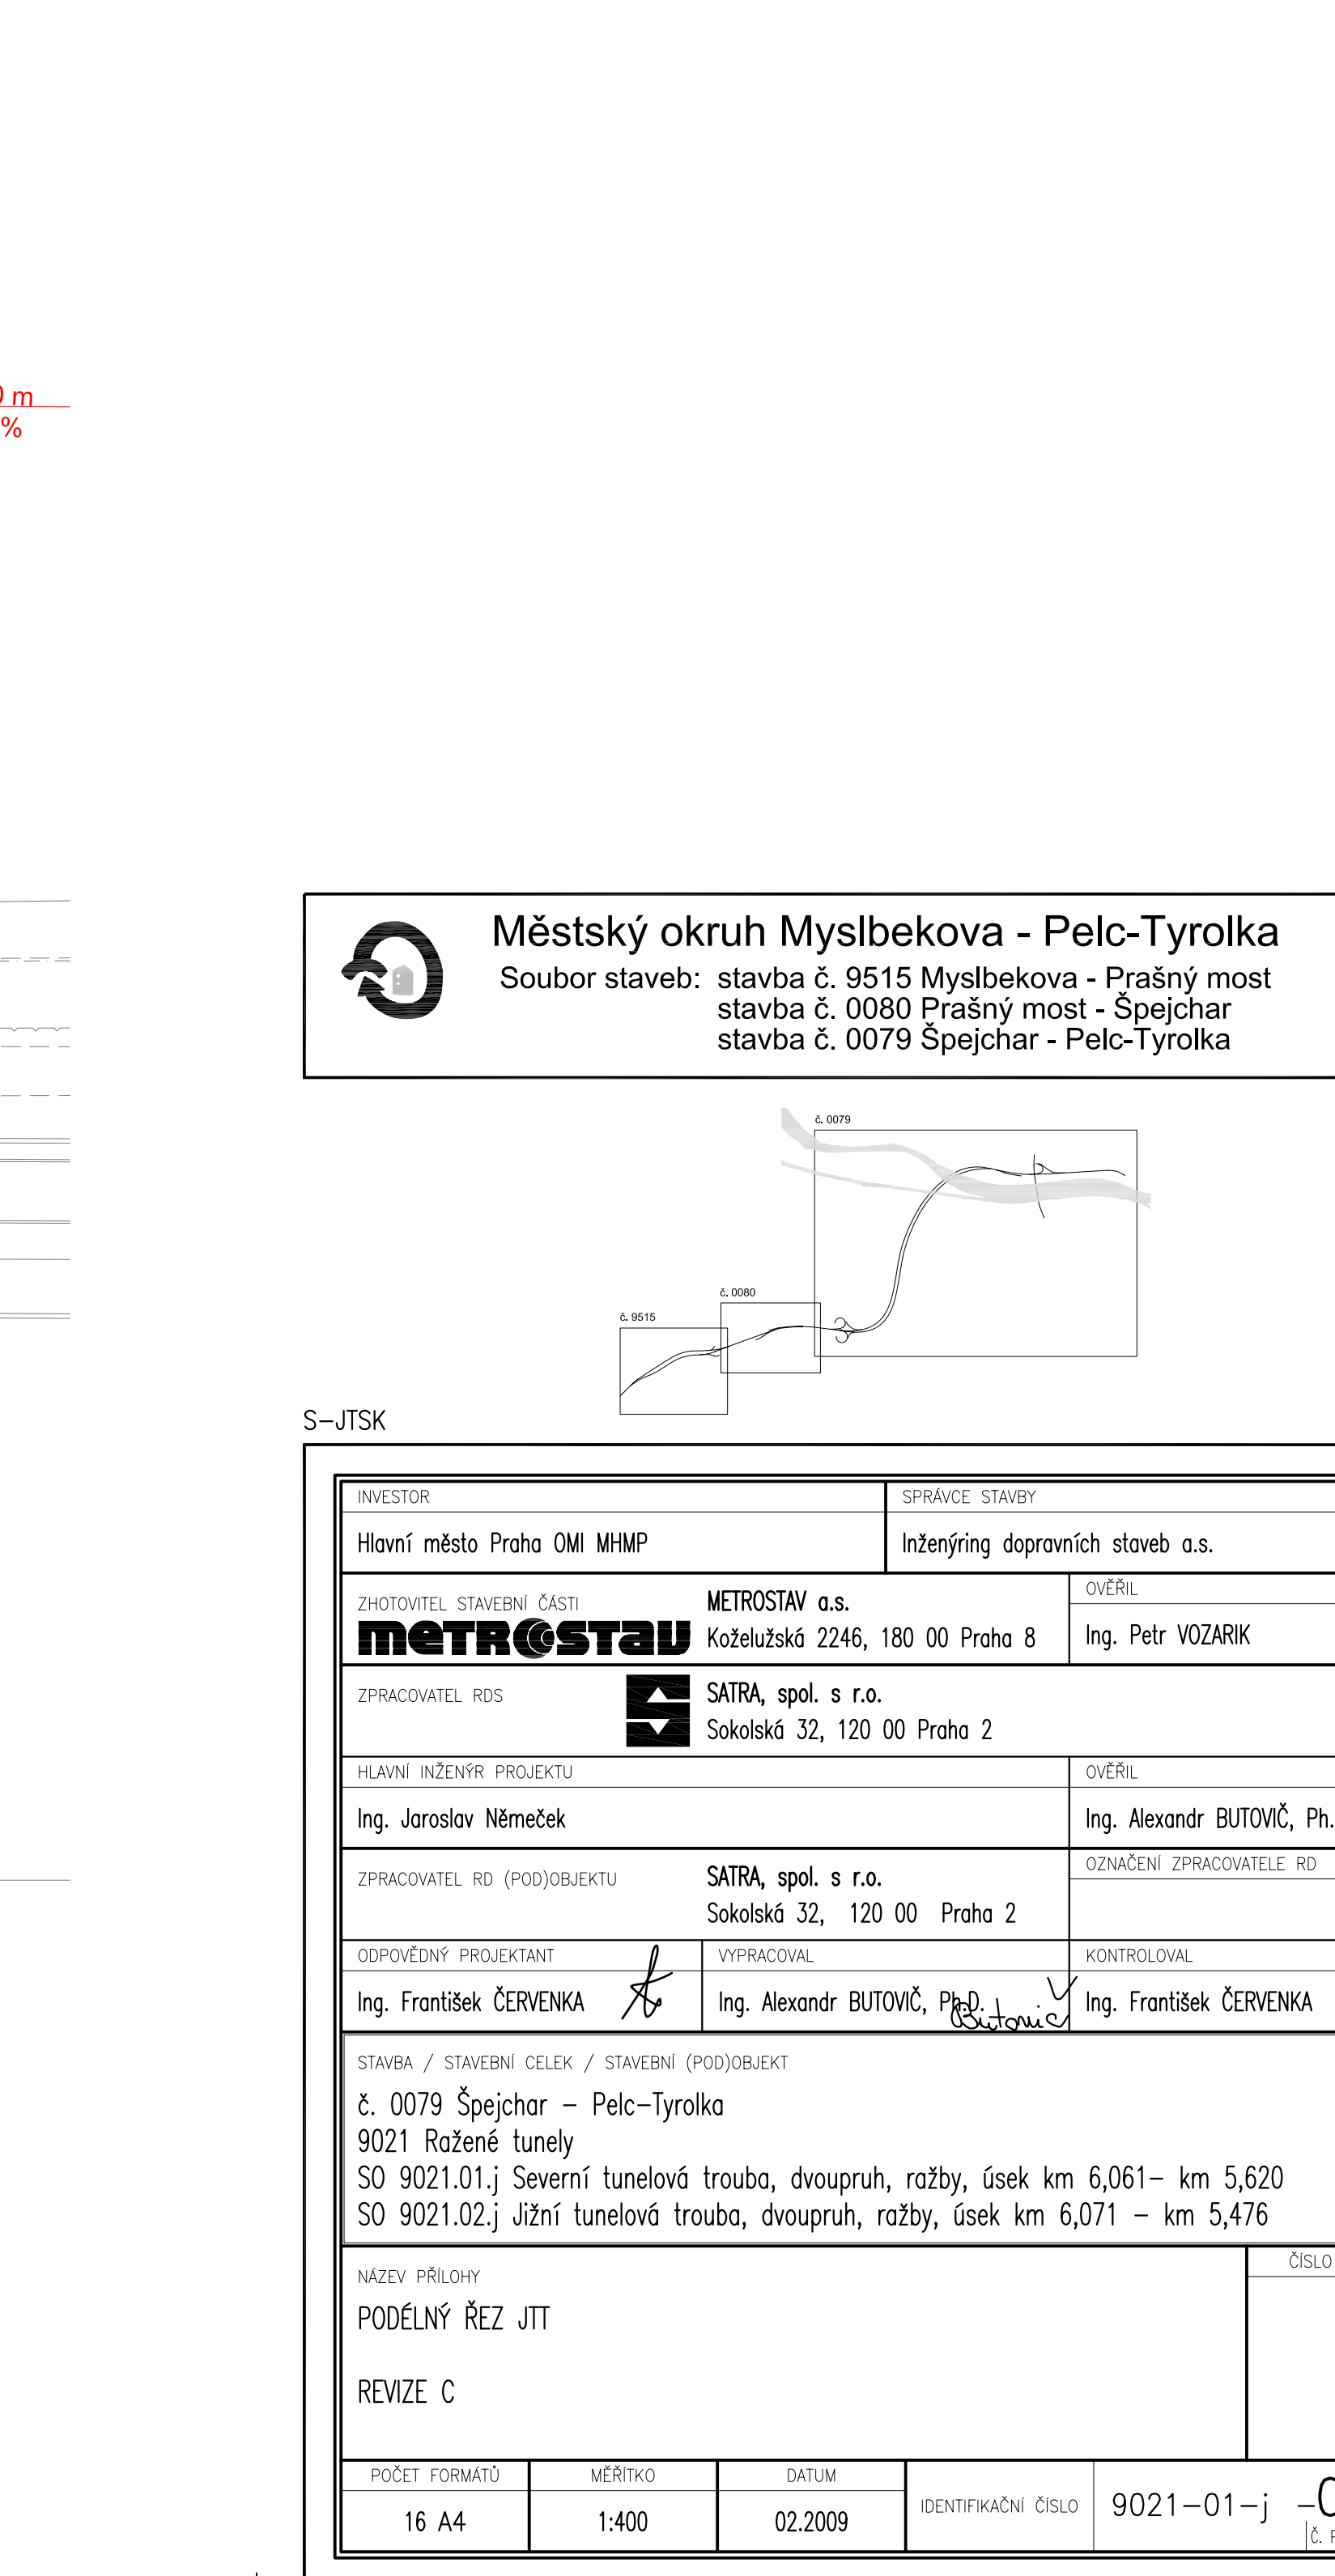 m
%
Městský okruh Myslbekova - Pelc-Tyrolka
Soubor staveb: stavba č. 9515 Myslbekova - Prašný most
stavba č. 0080 Prašný most - Špejchar
stavba č. 0079 Špejchar - Pelc-Tyrolka
č. 0079
č. 0080
č. 9515
S-JTSK
INVESTOR
SPRÁVCE STAVBY
Hlavní město Praha OMI MHMP
Inženýring dopravních staveb a.s.
ZHOTOVITEL STAVEBNÍ ČÁSTI
METROSTAV
METROSTAV a.s.
Koželužská 2246, 180 00 Praha 8
OVĚŘIL
Ing. Petr VOZARIK
ZPRACOVATEL RDS
SATRA, spol. s r.o.
Sokolská 32, 120 00 Praha 2
HLAVNÍ INŽENÝR PROJEKTU
OVĚŘIL
Ing. Jaroslav Němeček
Ing. Alexandr BUTOVIČ, Ph.
ZPRACOVATEL RD (POD)OBJEKTU
SATRA, spol. s r.o.
Sokolská 32, 120 00 Praha 2
OZNAČENÍ ZPRACOVATELE RD
ODPOVĚDNÝ PROJEKTANT
VYPRACOVAL
KONTROLOVAL
Ing. František ČERVENKA
Ing. Alexandr BUTOVIČ, Ph.D.
Butovič
Ing. František ČERVENKA
STAVBA / STAVEBNÍ CELEK / STAVEBNÍ (POD)OBJEKT
č. 0079 Špejchar – Pelc-Tyrolka
9021 Ražené tunely
SO 9021.01.j Severní tunelová trouba, dvoupruh, ražby, úsek km 6,061– km 5,620
SO 9021.02.j Jižní tunelová trouba, dvoupruh, ražby, úsek km 6,071 – km 5,476
NÁZEV PŘÍLOHY
ČÍSLO
PODÉLNÝ ŘEZ JTT
REVIZE C
POČET FORMÁTŮ
MĚŘÍTKO
DATUM
IDENTIFIKAČNÍ ČÍSLO
16 A4
1:400
02.2009
9021-01-j -0
Č.